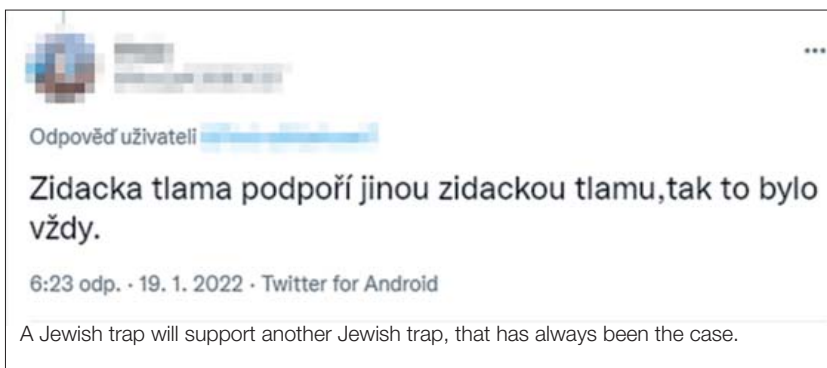 Odpověď uživateli
Zidacka tlama podpoří jinou zidackou tlamu,tak to bylo
vždy.
6:23 odp. · 19. 1. 2022 · Twitter for Android
A Jewish trap will support another Jewish trap, that has always been the case.